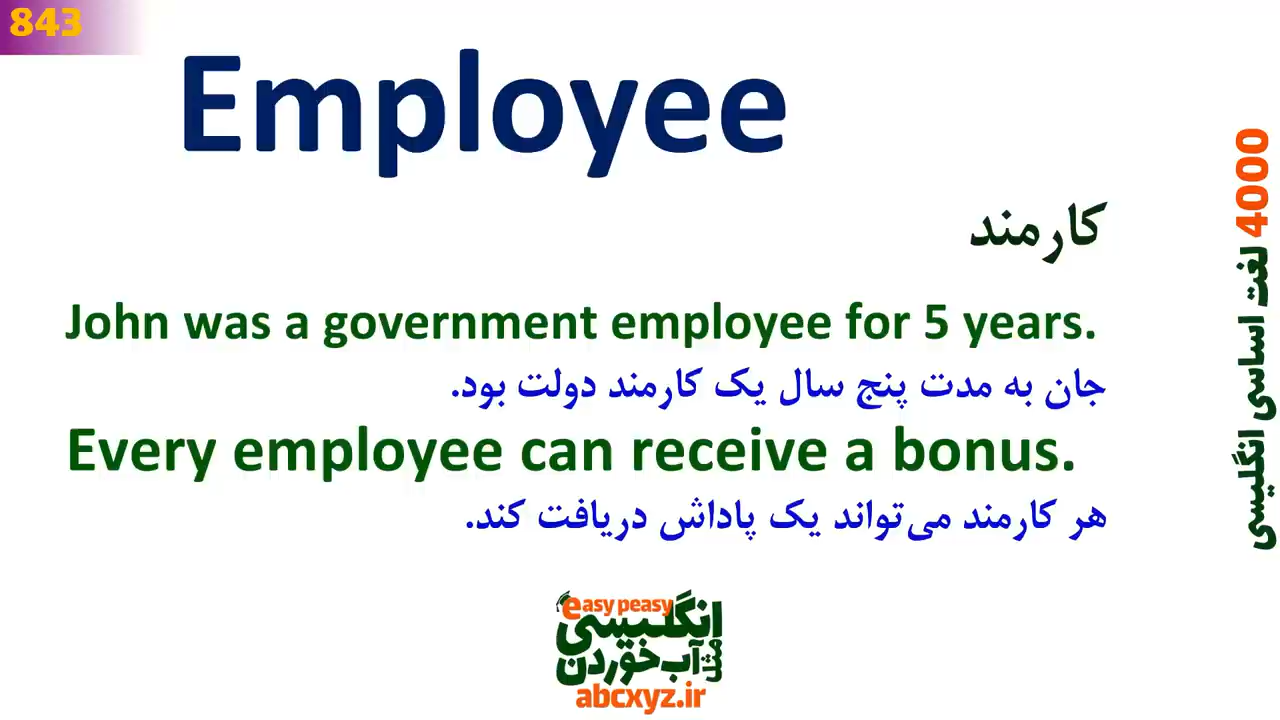 843
Employee
کارمند
John was a government employee for 5 years.
جان به مدت پنج سال یک کارمند دولت بود.
Every employee can receive a bonus.
هر کارمند می‌تواند یک پاداش دریافت کند.
4000 لغت اساسی انگلیسی
easy peasy
انگلیسی
مثل آب خوردن
abcxyz.ir